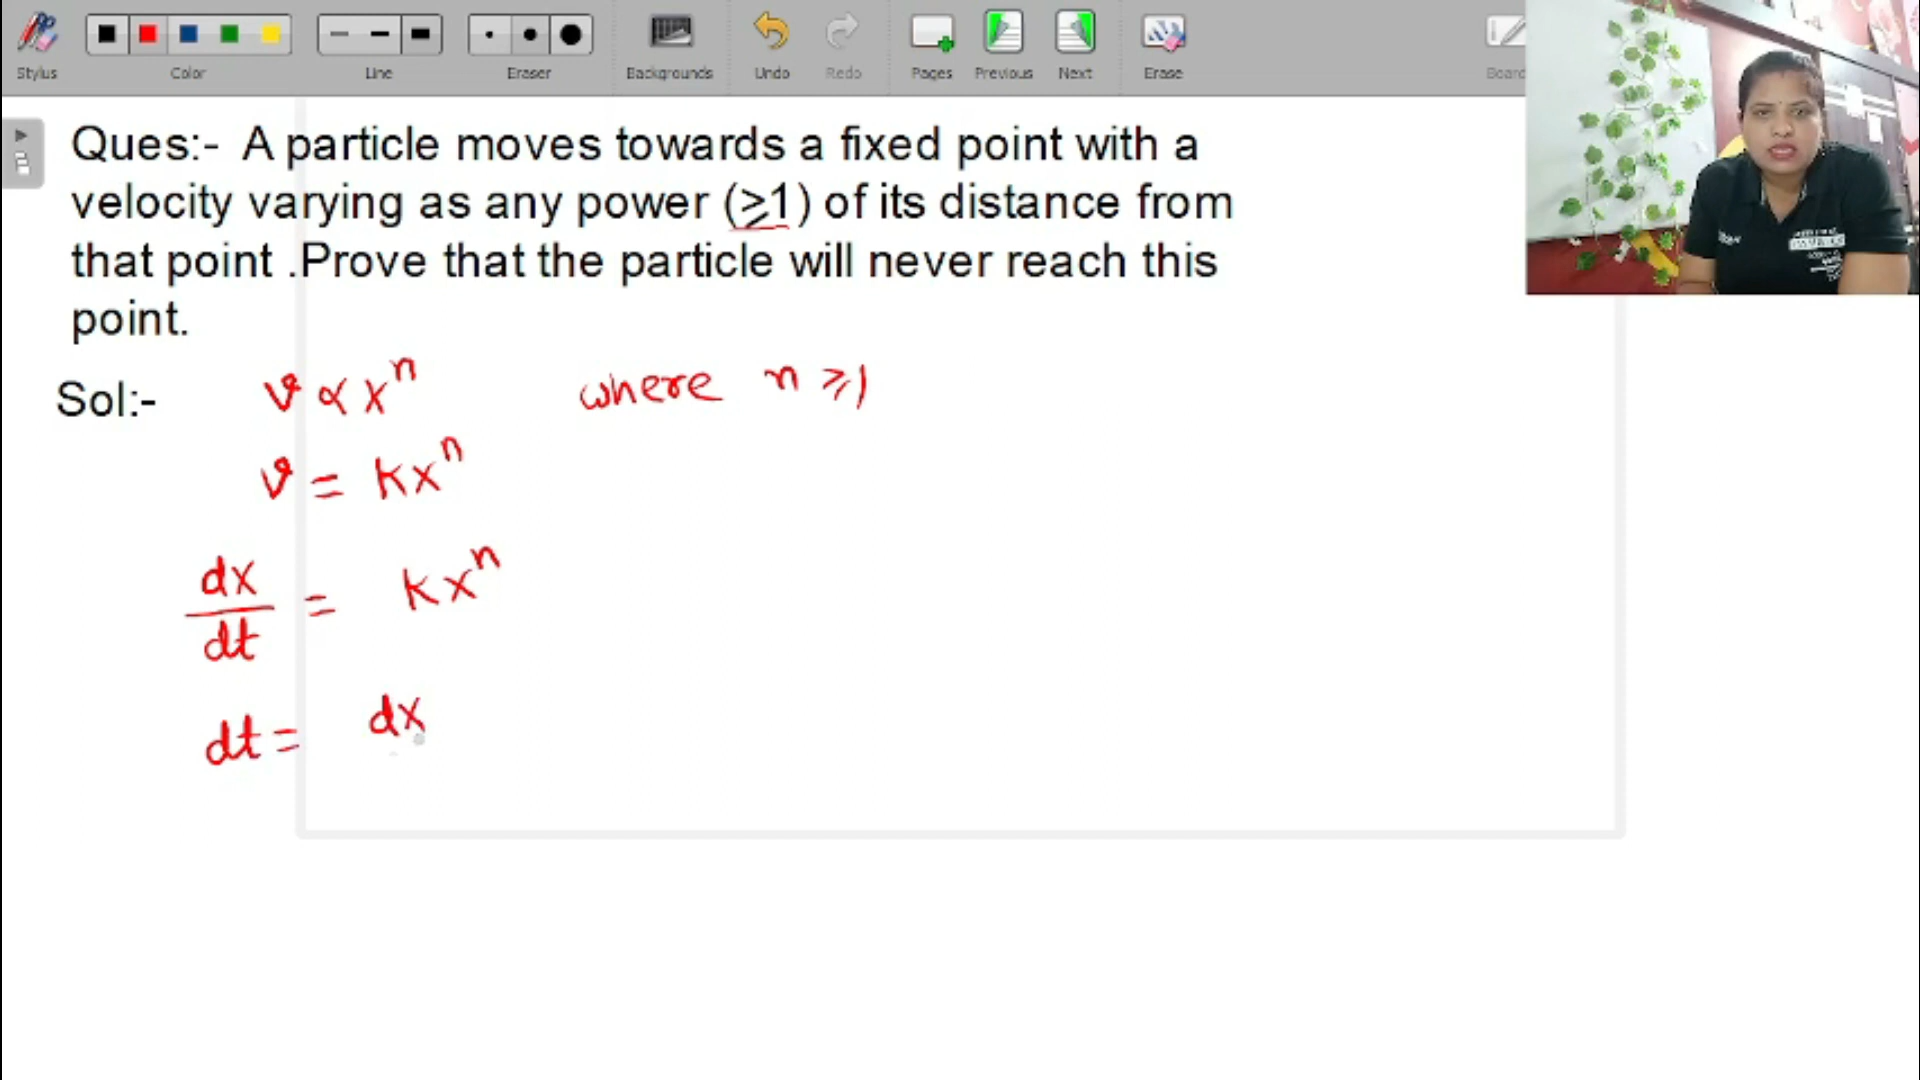 Stylus Color Line Eraser Backgrounds Undo Redo Pages Previous Next Erase Board
Ques:- A particle moves towards a fixed point with a
velocity varying as any power (≥1) of its distance from
that point .Prove that the particle will never reach this
point.
Sol:- v ∝ x^n where n ≥ 1
v = kx^n
dx/dt = kx^n
dt = dx